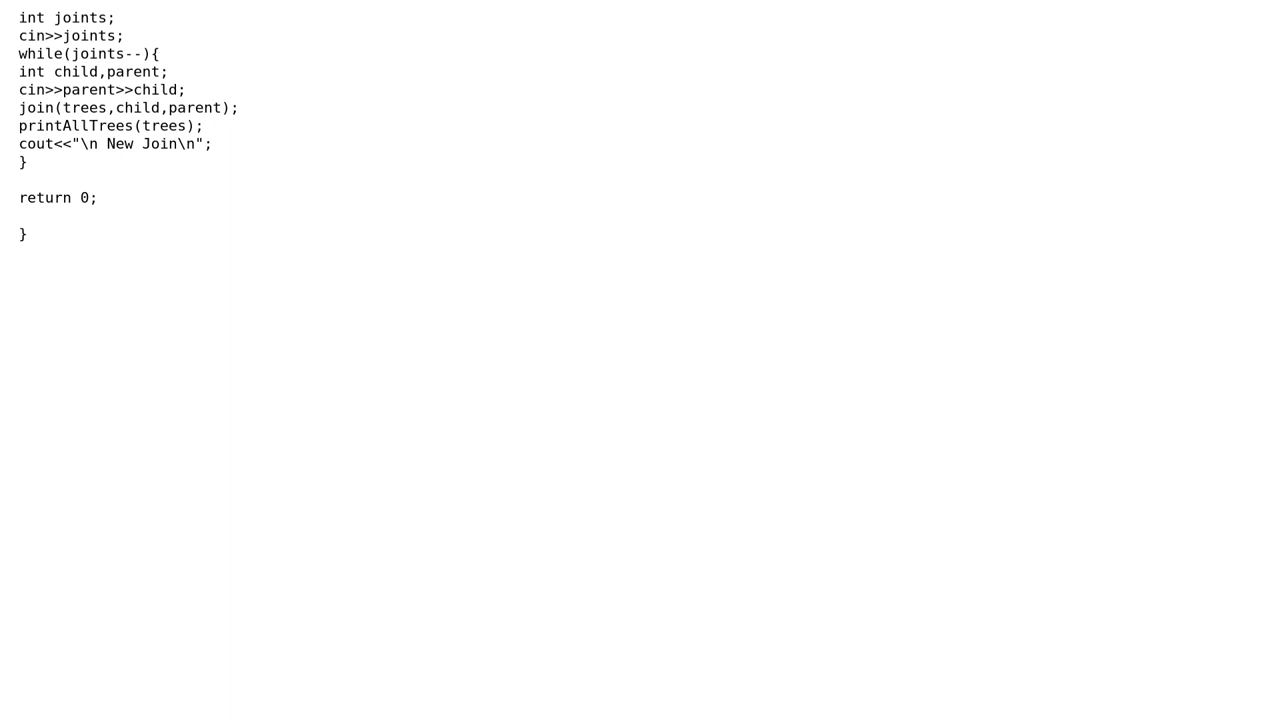 int joints;
cin>>joints;
while(joints--){
int child,parent;
cin>>parent>>child;
join(trees,child,parent);
printAllTrees(trees);
cout<<"\n New Join\n";
}
return 0;
}